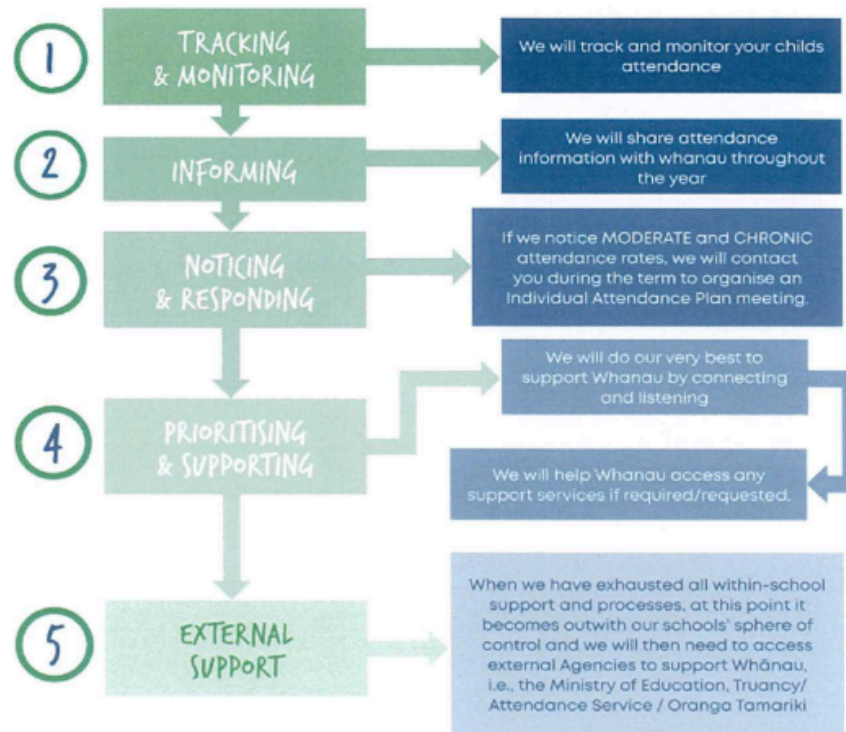 1
TRACKING
& MONITORING
We will track and monitor your childs
attendance
2
INFORMING
We will share attendance
information with whanau throughout
the year
3
NOTICING
& RESPONDING
If we notice MODERATE and CHRONIC
attendance rates, we will contact
you during the term to organise an
Individual Attendance Plan meeting.
4
PRIORITISING
& SUPPORTING
We will do our very best to
support Whanau by connecting
and listening
We will help Whanau access any
support services if required/requested.
5
EXTERNAL
SUPPORT
When we have exhausted all within-school
support and processes, at this point it
becomes outwith our schools' sphere of
control and we will then need to access
external Agencies to support Whânau,
i.e., the Ministry of Education, Truancy/
Attendance Service / Oranga Tamariki